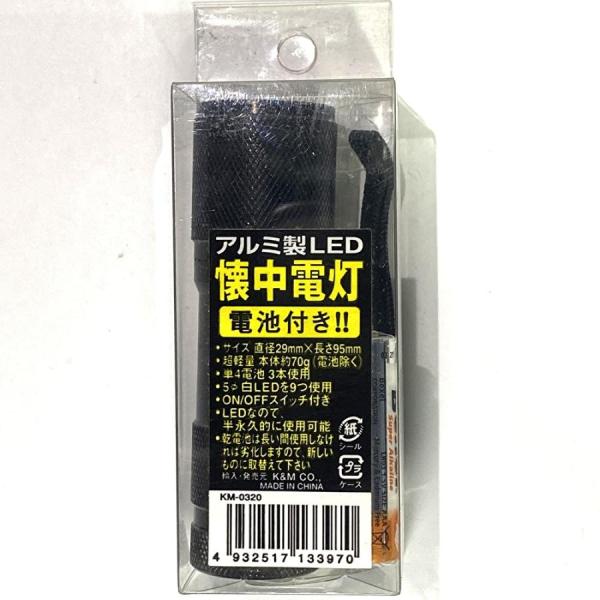 アルミ製LED
懐中電灯
電池付き!!
・サイズ 直径29mm×長さ95mm
・超軽量 本体約70g(電池除く)
・単4電池 3本使用
・5φ白LEDを9つ使用
・ON/OFFスイッチ付き
・LEDなので、
半永久的に使用可能
・乾電池は長い間使用しなけ
れば劣化しますので、新しい
ものに取替えて下さい
輸入・発売元 K&M CO.,
MADE IN CHINA
紙
シール
プラ
ケース
KM-0320
4 932517 133970
Super Alkaline